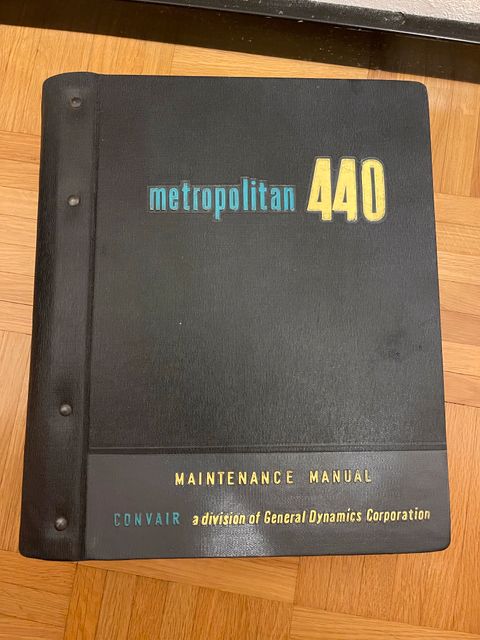 metropolitan 440
MAINTENANCE MANUAL
CONVAIR a division of General Dynamics Corporation